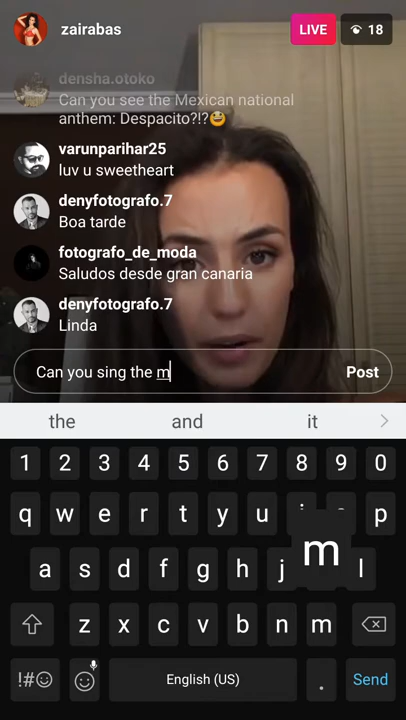 zairabas
LIVE
18
densha.otoko
Can you see the Mexican national
anthem: Despacito?!?😆
varunparihar25
luv u sweetheart
denyfotografo.7
Boa tarde
fotografo_de_moda
Saludos desde gran canaria
denyfotografo.7
Linda
Can you sing the m
Post
the and it
1 2 3 4 5 6 7 8 9 0
q w e r t y u i o p
a s d f g h j m l
z x c v b n m
!#☺ English (US) . Send